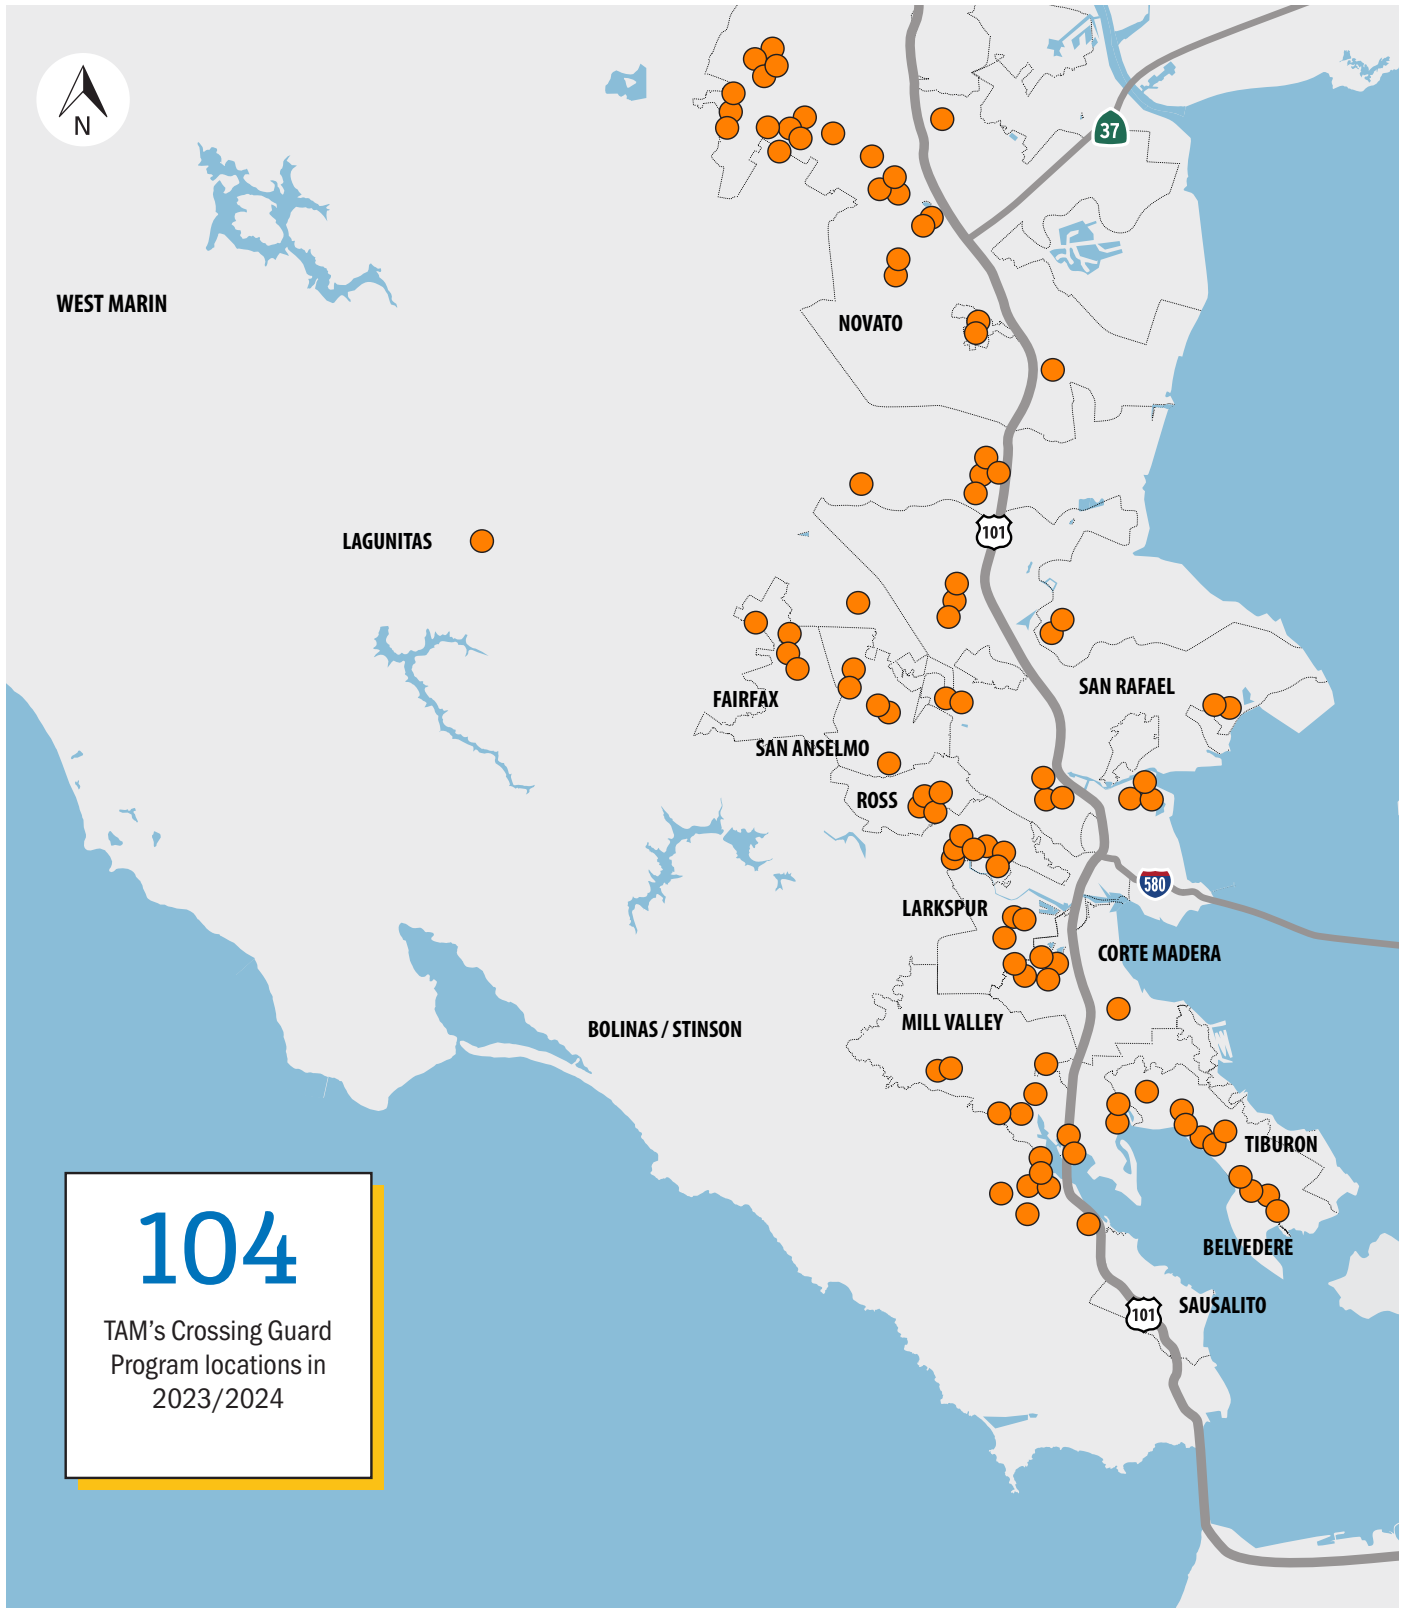 N
37
WEST MARIN
NOVATO
101
LAGUNITAS
SAN RAFAEL
FAIRFAX
SAN ANSELMO
ROSS
580
LARKSPUR
CORTE MADERA
MILL VALLEY
BOLINAS / STINSON
TIBURON
BELVEDERE
SAUSALITO
101
104
TAM's Crossing Guard
Program locations in
2023/2024